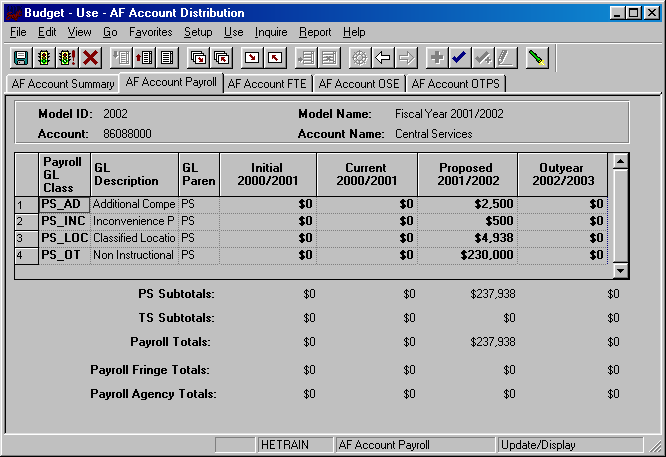 Budget - Use - AF Account Distribution
File Edit View Go Favorites Setup Use Inquire Report Help
AF Account Summary AF Account Payroll AF Account FTE AF Account OSE AF Account OTPS
Model ID: 2002 Model Name: Fiscal Year 2001/2002
Account: 86088000 Account Name: Central Services
Payroll GL Class GL Description GL Paren Initial 2000/2001 Current 2000/2001 Proposed 2001/2002 Outyear 2002/2003
1 PS_AD Additional Compe PS $0 $0 $2,500 $0
2 PS_INC Inconvenience P PS $0 $0 $500 $0
3 PS_LOC Classified Locatio PS $0 $0 $4,938 $0
4 PS_OT Non Instructional PS $0 $0 $230,000 $0
PS Subtotals: $0 $0 $237,938 $0
TS Subtotals: $0 $0 $0 $0
Payroll Totals: $0 $0 $237,938 $0
Payroll Fringe Totals: $0 $0 $0 $0
Payroll Agency Totals: $0 $0 $0 $0
HETRAIN AF Account Payroll Update/Display